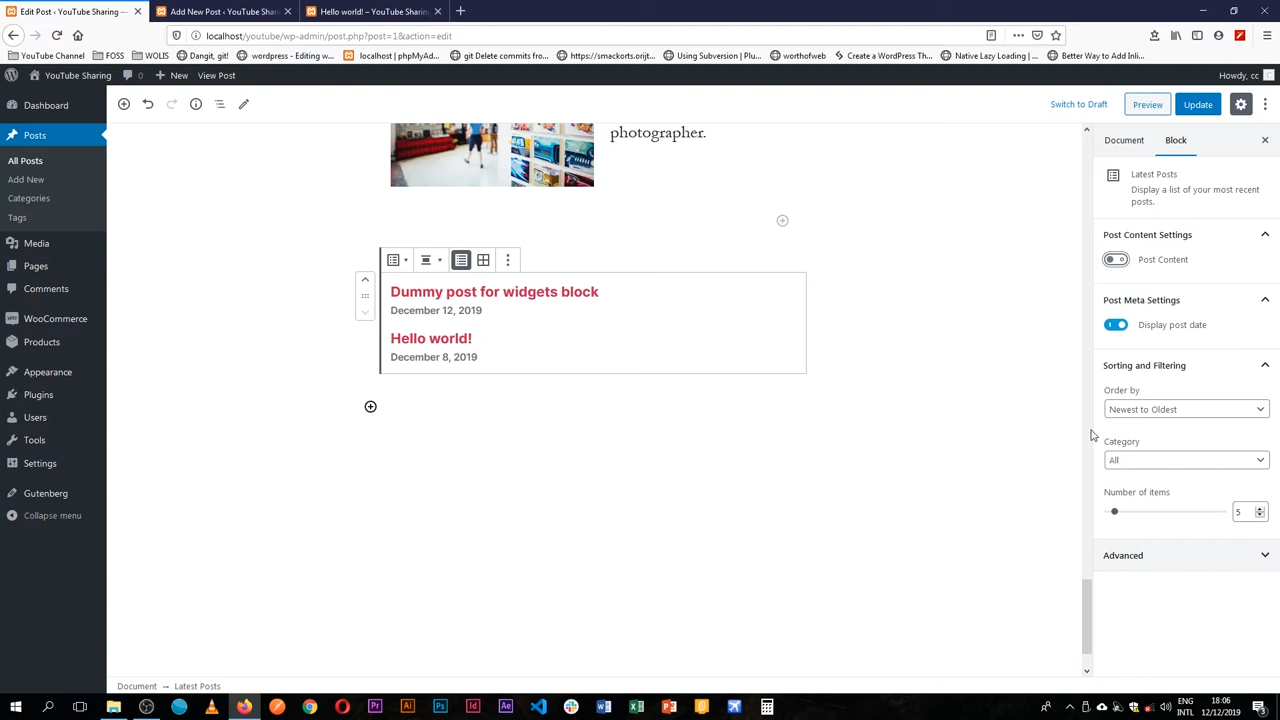 Edit Post ‹ YouTube Sharing
Add New Post ‹ YouTube Sharin
Hello world! – YouTube Sharing
localhost/youtube/wp-admin/post.php?post=1&action=edit
YouTube Channel
FOSS
WOLIS
Dangit, git!
wordpress - Editing w
localhost | phpMyAd
git Delete commits fro
https://smackorts.orijt
Using Subversion | Plu
worthofweb
Create a WordPress Th
Native Lazy Loading |
Better Way to Add Inli
YouTube Sharing
0
New
View Post
Howdy, cc
Dashboard
Posts
All Posts
Add New
Categories
Tags
Media
Pages
Comments
WooCommerce
Products
Appearance
Plugins
Users
Tools
Settings
Gutenberg
Collapse menu
Switch to Draft
Preview
Update
photographer.
Dummy post for widgets block
December 12, 2019
Hello world!
December 8, 2019
Document
Block
Latest Posts
Display a list of your most recent
posts.
Post Content Settings
Post Content
Post Meta Settings
Display post date
Sorting and Filtering
Order by
Newest to Oldest
Category
All
Number of items
5
Advanced
Document → Latest Posts
ENG
INTL
18:06
12/12/2019